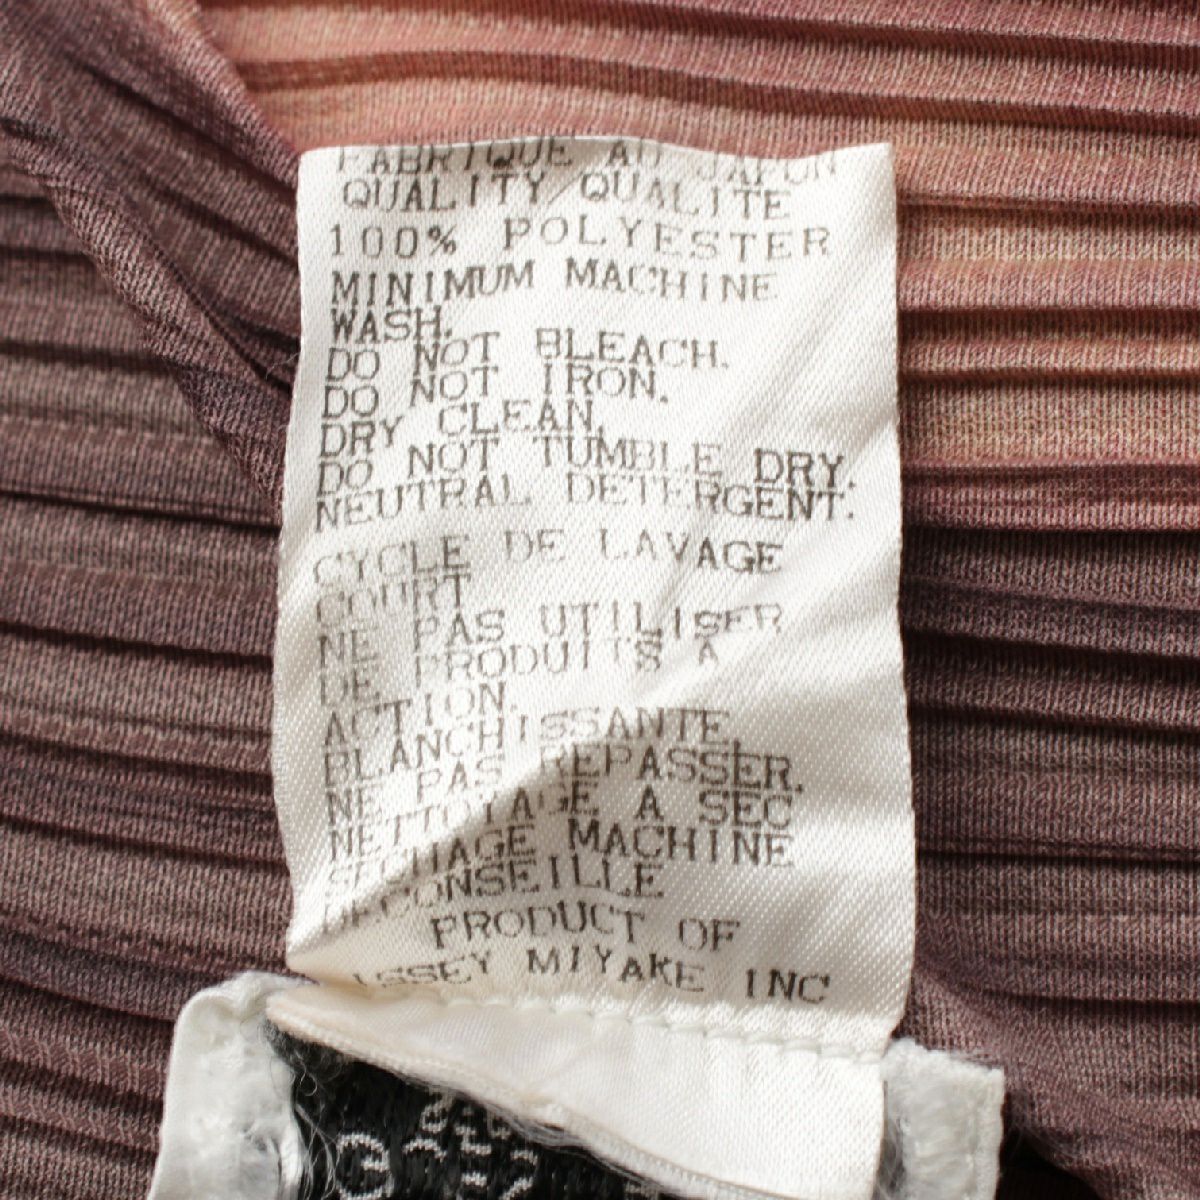 FABRIQUE AU JAPON
QUALITY/QUALITE
100% POLYESTER
MINIMUM MACHINE
WASH.
DO NOT BLEACH.
DO NOT IRON.
DRY CLEAN.
DO NOT TUMBLE DRY.
NEUTRAL DETERGENT.
CYCLE DE LAVAGE
COURT
NE PAS UTILISER
DE PRODUITS A
ACTION.
BLANCHISSANTE.
NE PAS REPASSER.
NETTOYAGE A SEC
SECHAGE MACHINE
DECONSEILLE
PRODUCT OF
ISSEY MIYAKE INC